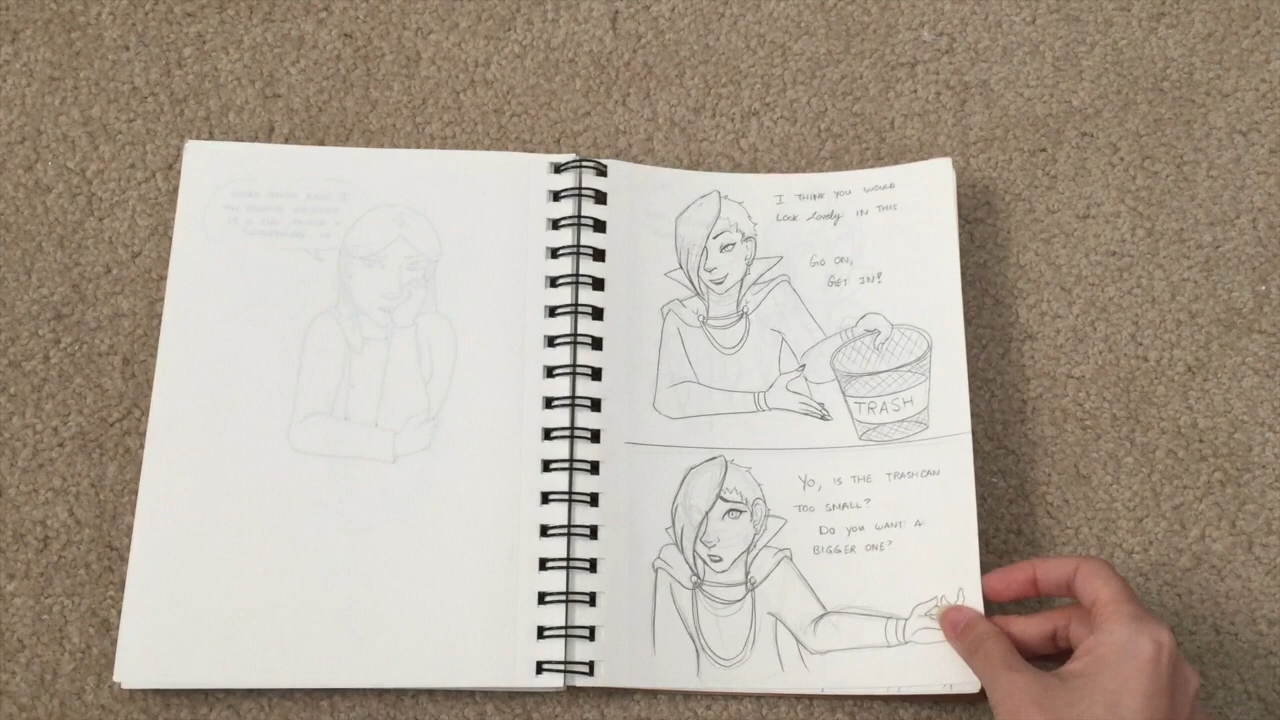 I THINK YOU WOULD
LOOK lovely IN THIS
GO ON,
GET IN!
TRASH
YO, IS THE TRASHCAN
TOO SMALL?
DO YOU WANT A
BIGGER ONE?